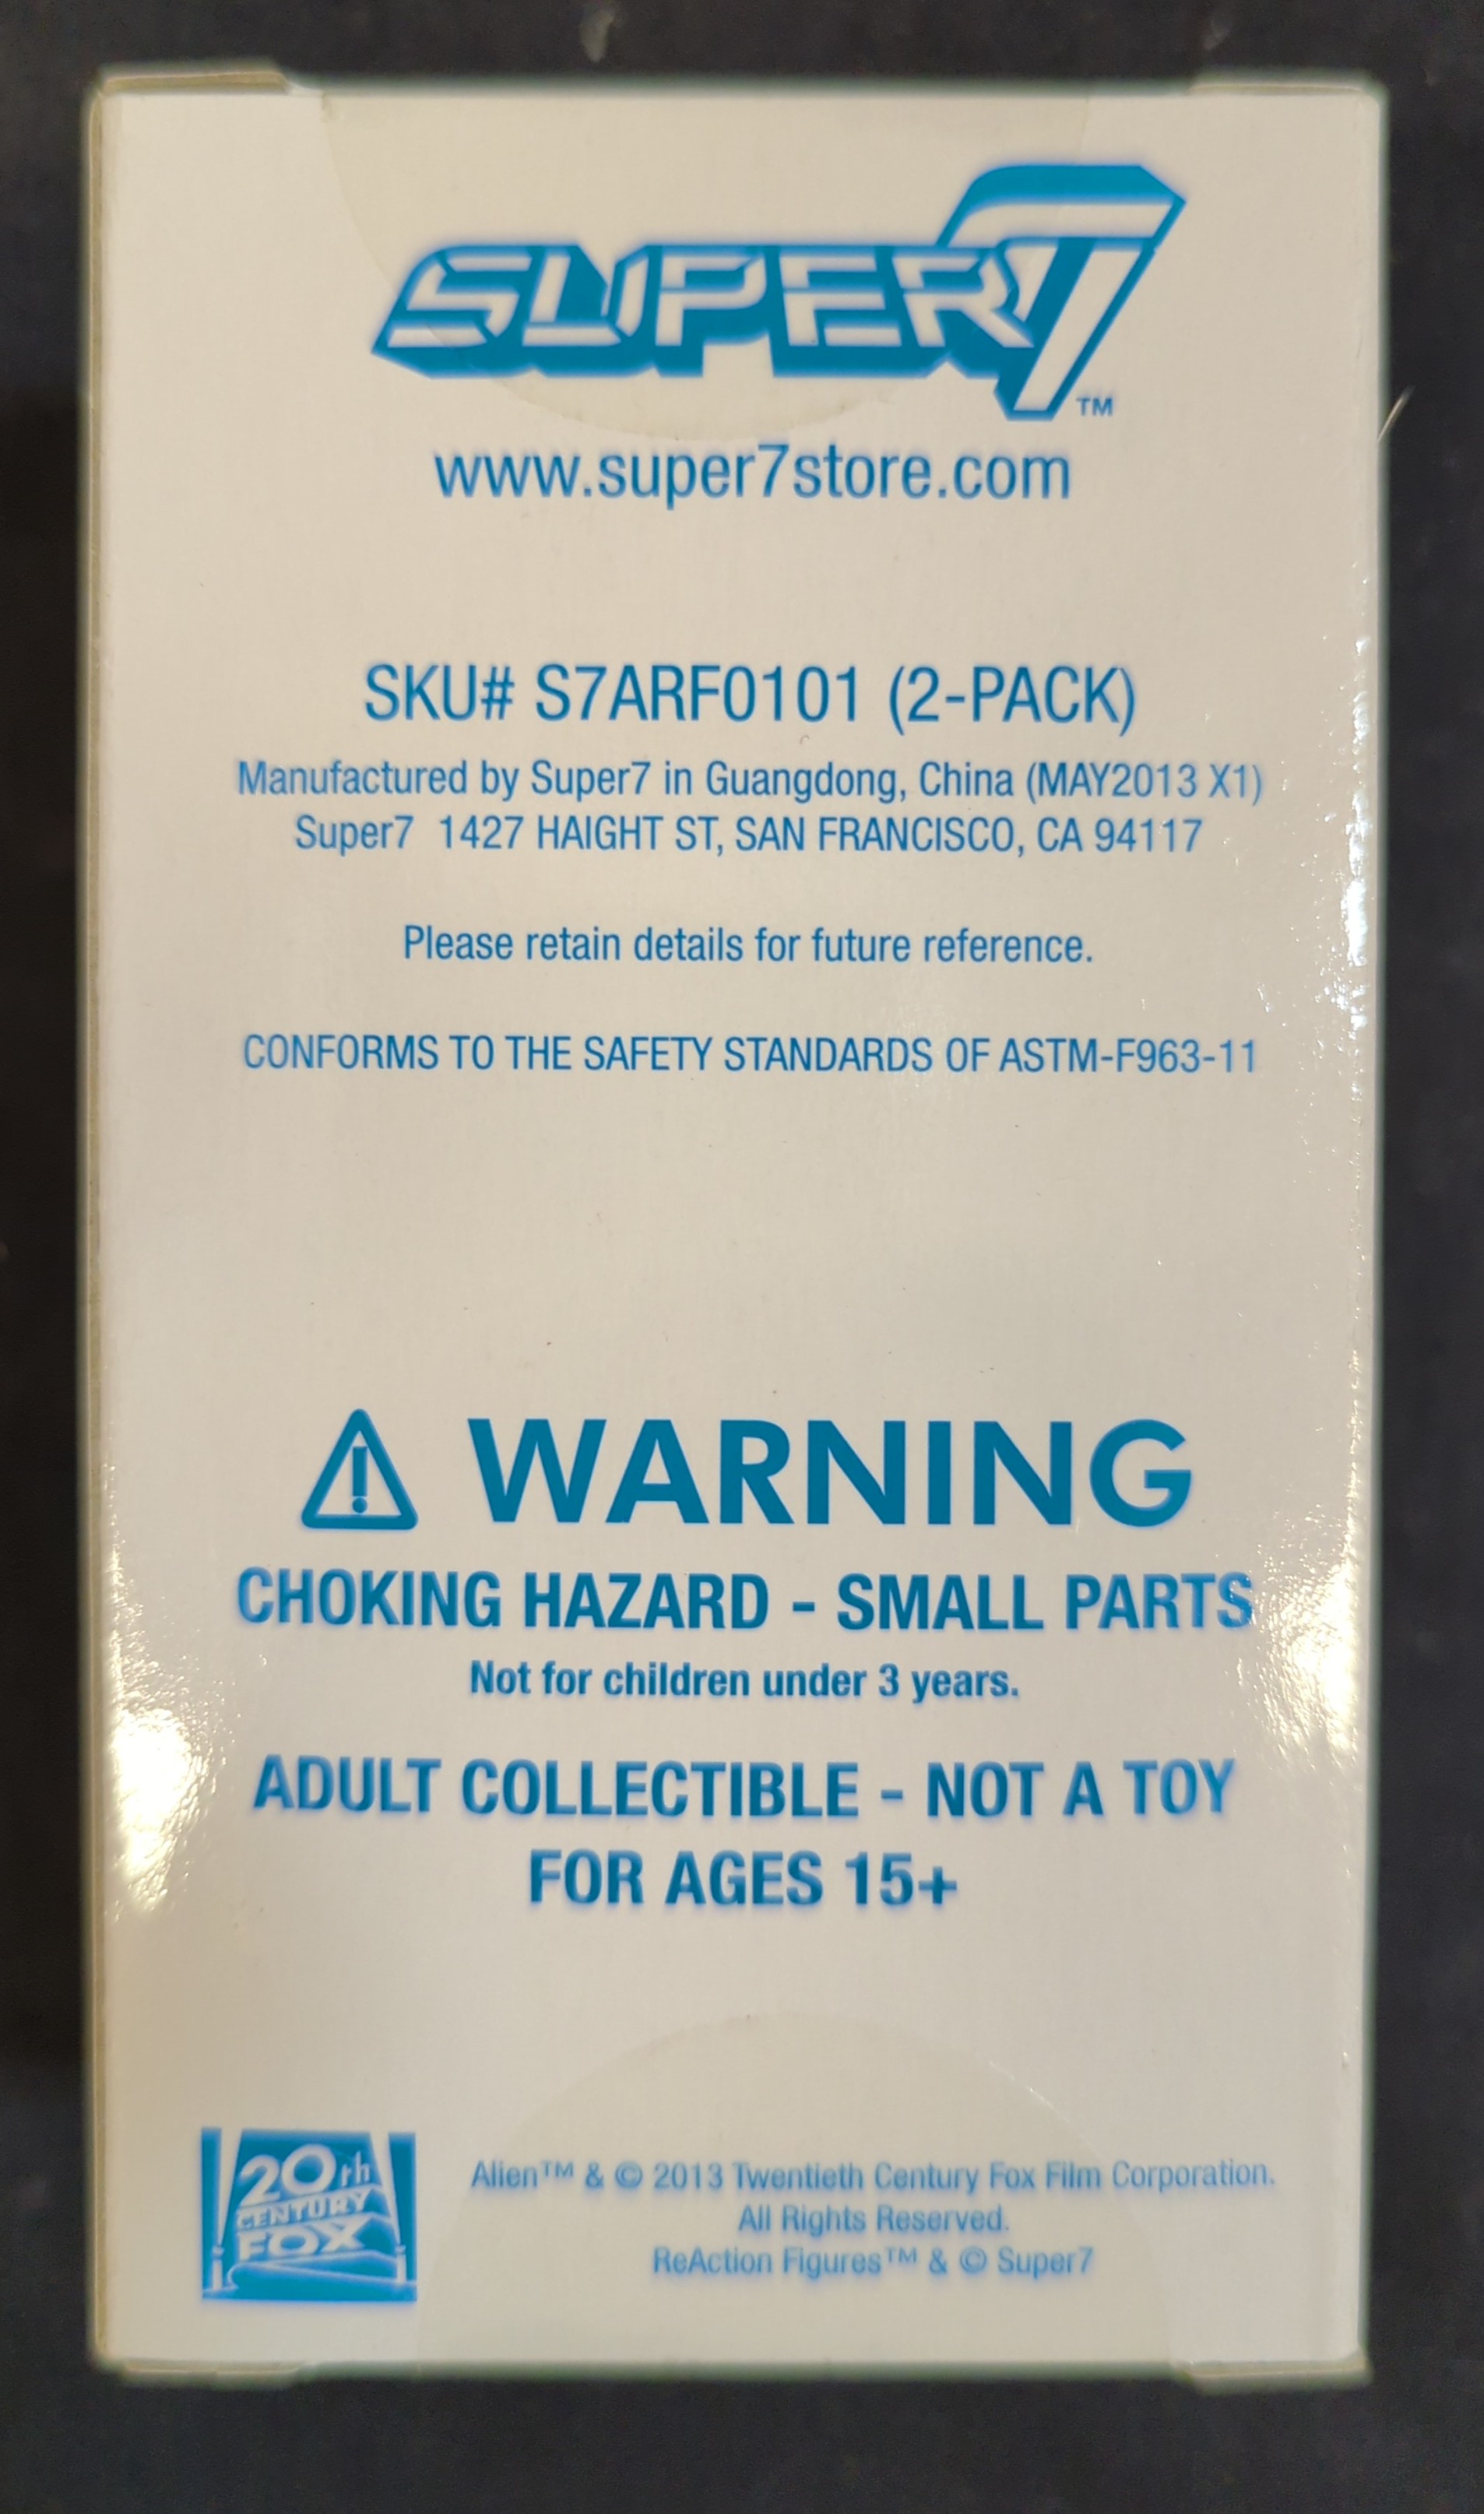 SUPER7™
www.super7store.com
SKU# S7ARF0101 (2-PACK)
Manufactured by Super7 in Guangdong, China (MAY2013 X1)
Super7 1427 HAIGHT ST, SAN FRANCISCO, CA 94117
Please retain details for future reference.
CONFORMS TO THE SAFETY STANDARDS OF ASTM-F963-11
WARNING
CHOKING HAZARD - SMALL PARTS
Not for children under 3 years.
ADULT COLLECTIBLE - NOT A TOY
FOR AGES 15+
20th
CENTURY
FOX
Alien™ & © 2013 Twentieth Century Fox Film Corporation.
All Rights Reserved.
ReAction Figures™ & © Super7